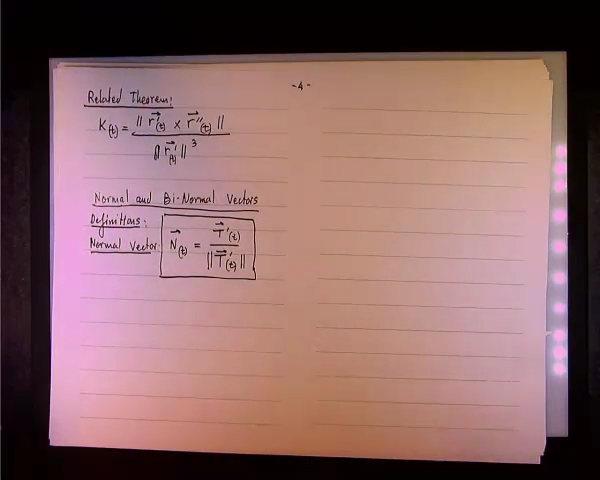 -4-
Related Theorem:
K(t) = ‖ r⃗'(t) × r⃗''(t) ‖ / ‖ r⃗'(t) ‖³
Normal and Bi-Normal Vectors
Definitions:
Normal Vector: N⃗(t) = T⃗'(t) / ‖ T⃗'(t) ‖